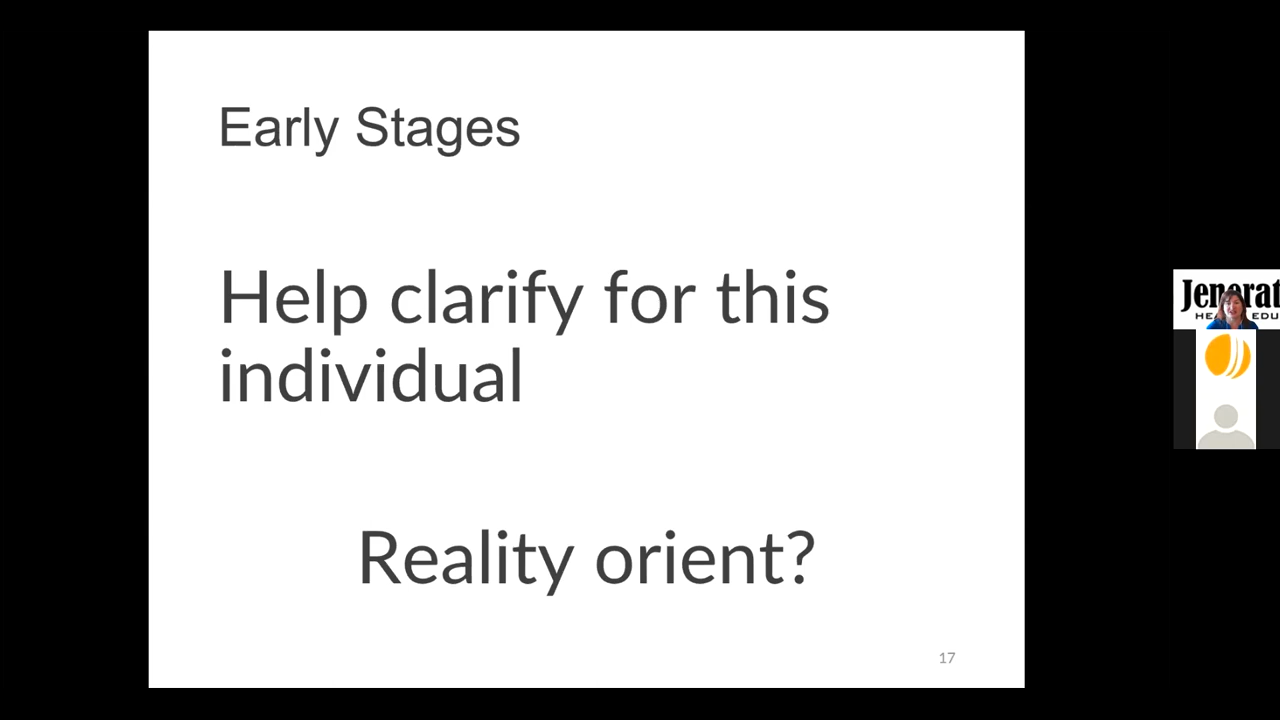 Early Stages
Help clarify for this
individual
Reality orient?
17